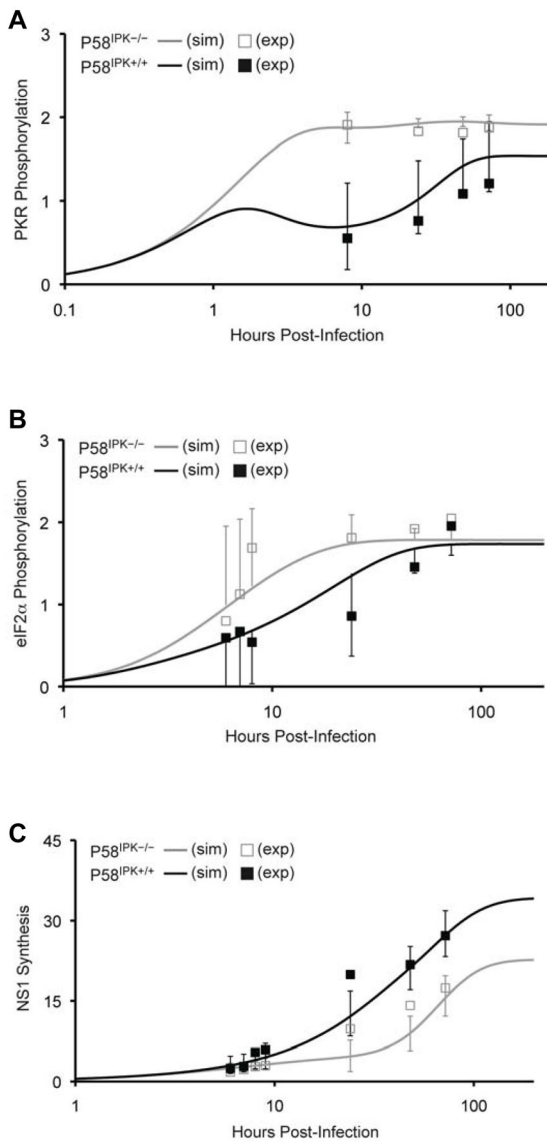 A
P58IPK−/− (sim) (exp)
P58IPK+/+ (sim) (exp)
3
2
1
0
PKR Phosphorylation
0.1 1 10 100
Hours Post-Infection
B
P58IPK−/− (sim) (exp)
P58IPK+/+ (sim) (exp)
3
2
1
0
eIF2α Phosphorylation
1 10 100
Hours Post-Infection
C
P58IPK−/− (sim) (exp)
P58IPK+/+ (sim) (exp)
45
30
15
0
NS1 Synthesis
1 10 100
Hours Post-Infection